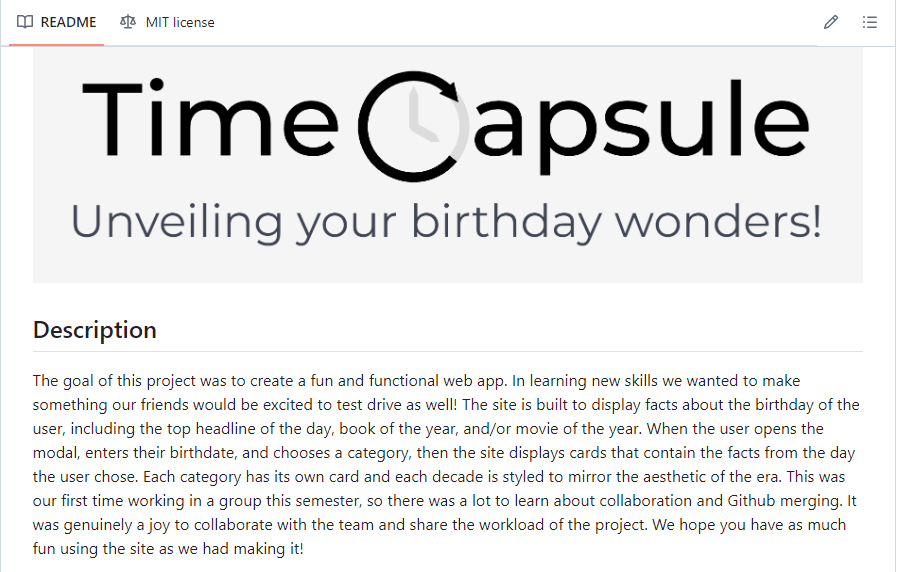 README
MIT license
Time Capsule
Unveiling your birthday wonders!
Description
The goal of this project was to create a fun and functional web app. In learning new skills we wanted to make
something our friends would be excited to test drive as well! The site is built to display facts about the birthday of the
user, including the top headline of the day, book of the year, and/or movie of the year. When the user opens the
modal, enters their birthdate, and chooses a category, then the site displays cards that contain the facts from the day
the user chose. Each category has its own card and each decade is styled to mirror the aesthetic of the era. This was
our first time working in a group this semester, so there was a lot to learn about collaboration and Github merging. It
was genuinely a joy to collaborate with the team and share the workload of the project. We hope you have as much
fun using the site as we had making it!